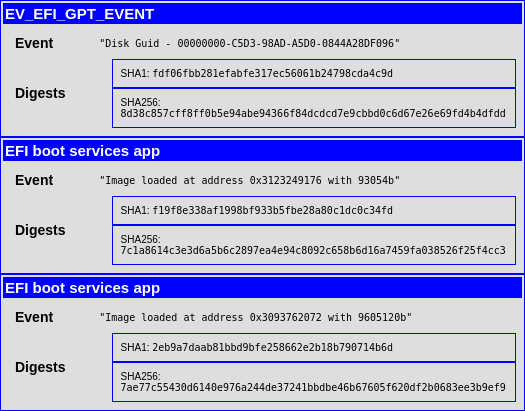 EV_EFI_GPT_EVENT
Event "Disk Guid - 00000000-C5D3-98AD-A5D0-0844A28DF096"
Digests
SHA1: fdf06fbb281efabfe317ec56061b24798cda4c9d
SHA256:
8d38c857cff8ff0b5e94abe94366f84dcdcd7e9cbbd0c6d67e26e69fd4b4dfdd
EFI boot services app
Event "Image loaded at address 0x3123249176 with 93054b"
Digests
SHA1: f19f8e338af1998bf933b5fbe28a80c1dc0c34fd
SHA256:
7c1a8614c3e3d6a5b6c2897ea4e94c8092c658b6d16a7459fa038526f25f4cc3
EFI boot services app
Event "Image loaded at address 0x3093762072 with 9605120b"
Digests
SHA1: 2eb9a7daab81bbd9bfe258662e2b18b790714b6d
SHA256:
7ae77c55430d6140e976a244de37241bbdbe46b67605f620df2b0683ee3b9ef9